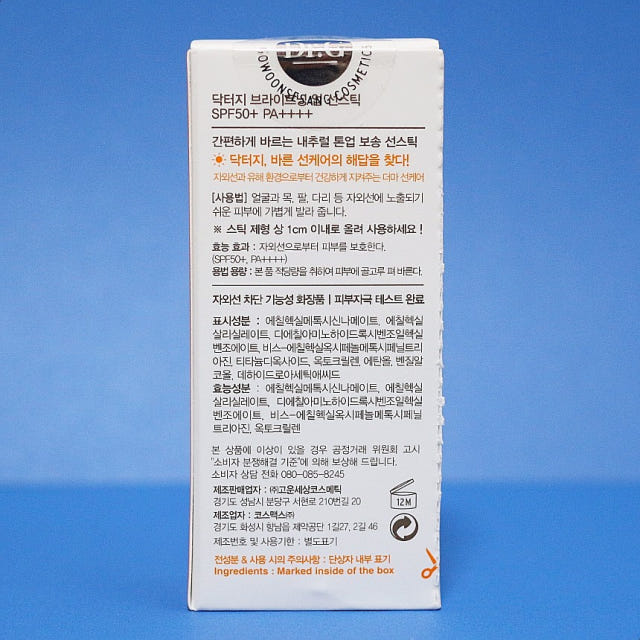 Dr.G
GOWOONSESANG COSMETICS
닥터지 브라이트닝 업 선스틱
SPF50+ PA++++
간편하게 바르는 내추럴 톤업 보송 선스틱
닥터지, 바른 선케어의 해답을 찾다!
자외선과 유해 환경으로부터 건강하게 지켜주는 더마 선케어
[사용법] 얼굴과 목, 팔, 다리 등 자외선에 노출되기
쉬운 피부에 가볍게 발라 줍니다.
※ 스틱 제형 상 1cm 이내로 올려 사용하세요!
효능 효과 : 자외선으로부터 피부를 보호한다.
(SPF50+, PA++++)
용법 용량 : 본 품 적당량을 취하여 피부에 골고루 펴 바른다.
자외선 차단 기능성 화장품 | 피부자극 테스트 완료
표시성분 : 에칠헥실메톡시신나메이트, 에칠헥실
살리실레이트, 디에칠아미노하이드록시벤조일헥실
벤조에이트, 비스-에칠헥실옥시페놀메톡시페닐트리
아진, 티타늄디옥사이드, 옥토크릴렌, 에탄올, 벤질알
코올, 데하이드로아세틱애씨드
효능성분 : 에칠헥실메톡시신나메이트, 에칠헥실
살리실레이트, 디에칠아미노하이드록시벤조일헥실
벤조에이트, 비스-에칠헥실옥시페놀메톡시페닐
트리아진, 옥토크릴렌
본 상품에 이상이 있을 경우 공정거래 위원회 고시
"소비자 분쟁해결 기준"에 의해 보상해 드립니다.
소비자 상담 전화 080-085-8245
제조판매업자 : ㈜고운세상코스메틱
경기도 성남시 분당구 서현로 210번길 20
제조업자 : 코스맥스㈜
경기도 화성시 향남읍 제약공단 1길27, 2길 46
제조번호 및 사용기한 : 별도표기
12M
전성분 & 사용 시의 주의사항 : 단상자 내부 표기
Ingredients : Marked inside of the box